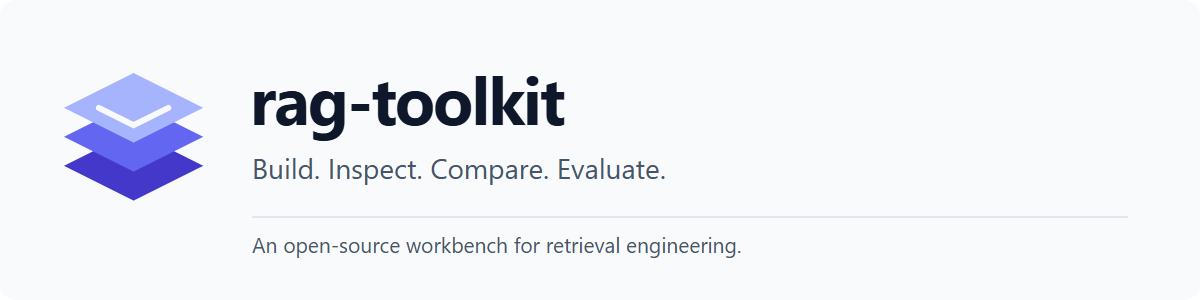 rag-toolkit
Build. Inspect. Compare. Evaluate.
An open-source workbench for retrieval engineering.